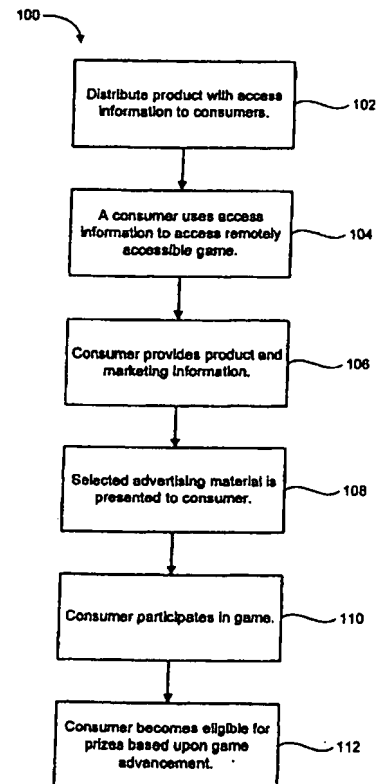 100
Distribute product with access
information to consumers.
102
A consumer uses access
information to access remotely
accessible game.
104
Consumer provides product and
marketing information.
106
Selected advertising material is
presented to consumer.
108
Consumer participates in game.
110
Consumer becomes eligible for
prizes based upon game
advancement.
112